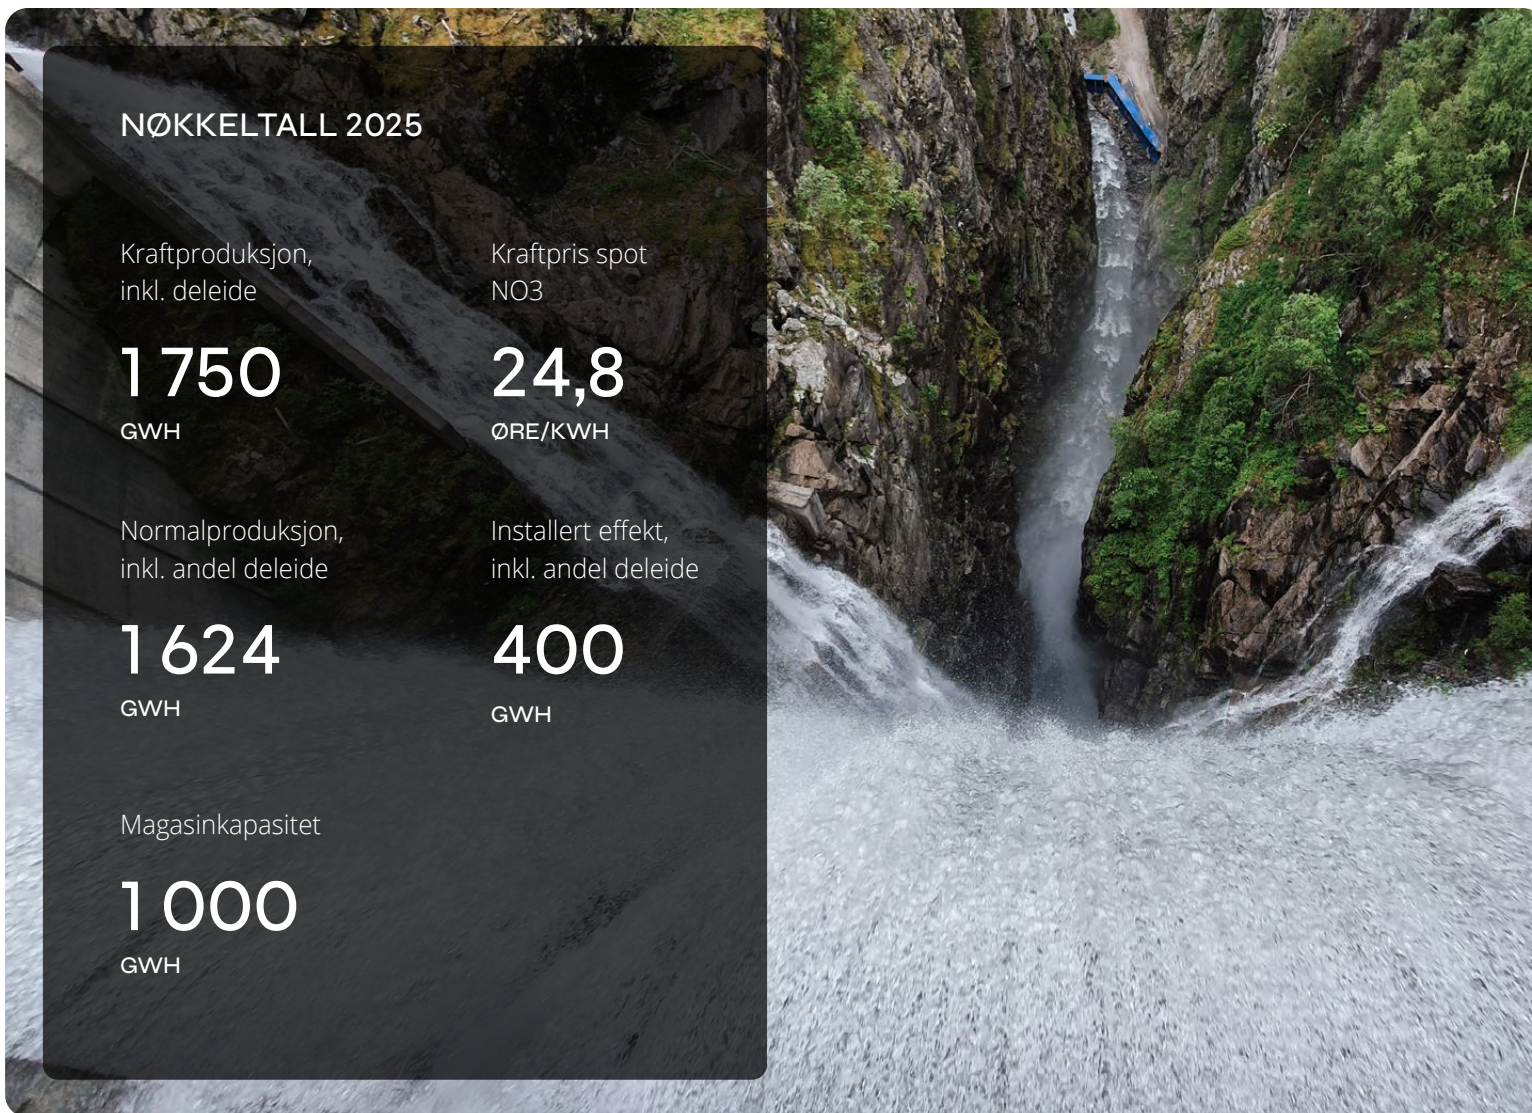 NØKKELTALL 2025
Kraftproduksjon,
inkl. deleide
1 750
GWH
Kraftpris spot
NO3
24,8
ØRE/KWH
Normalproduksjon,
inkl. andel deleide
1 624
GWH
Installert effekt,
inkl. andel deleide
400
GWH
Magasinkapasitet
1 000
GWH